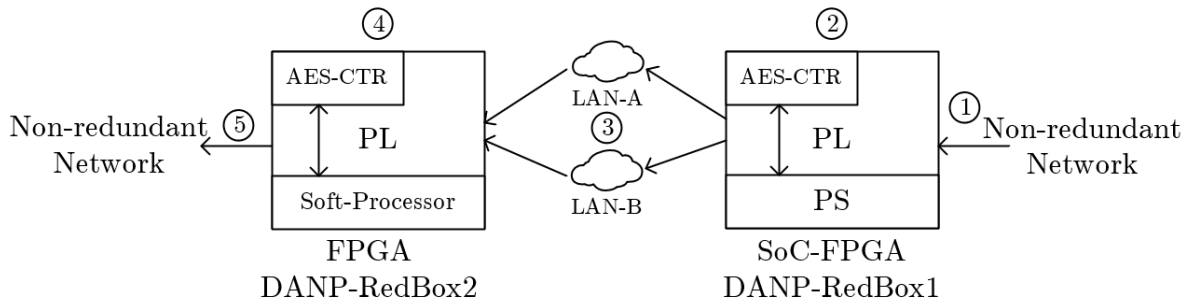 ④
②
AES-CTR
AES-CTR
LAN-A
①
⑤
③
Non-redundant
Network
PL
PL
Non-redundant
Network
LAN-B
Soft-Processor
PS
FPGA
DANP-RedBox2
SoC-FPGA
DANP-RedBox1